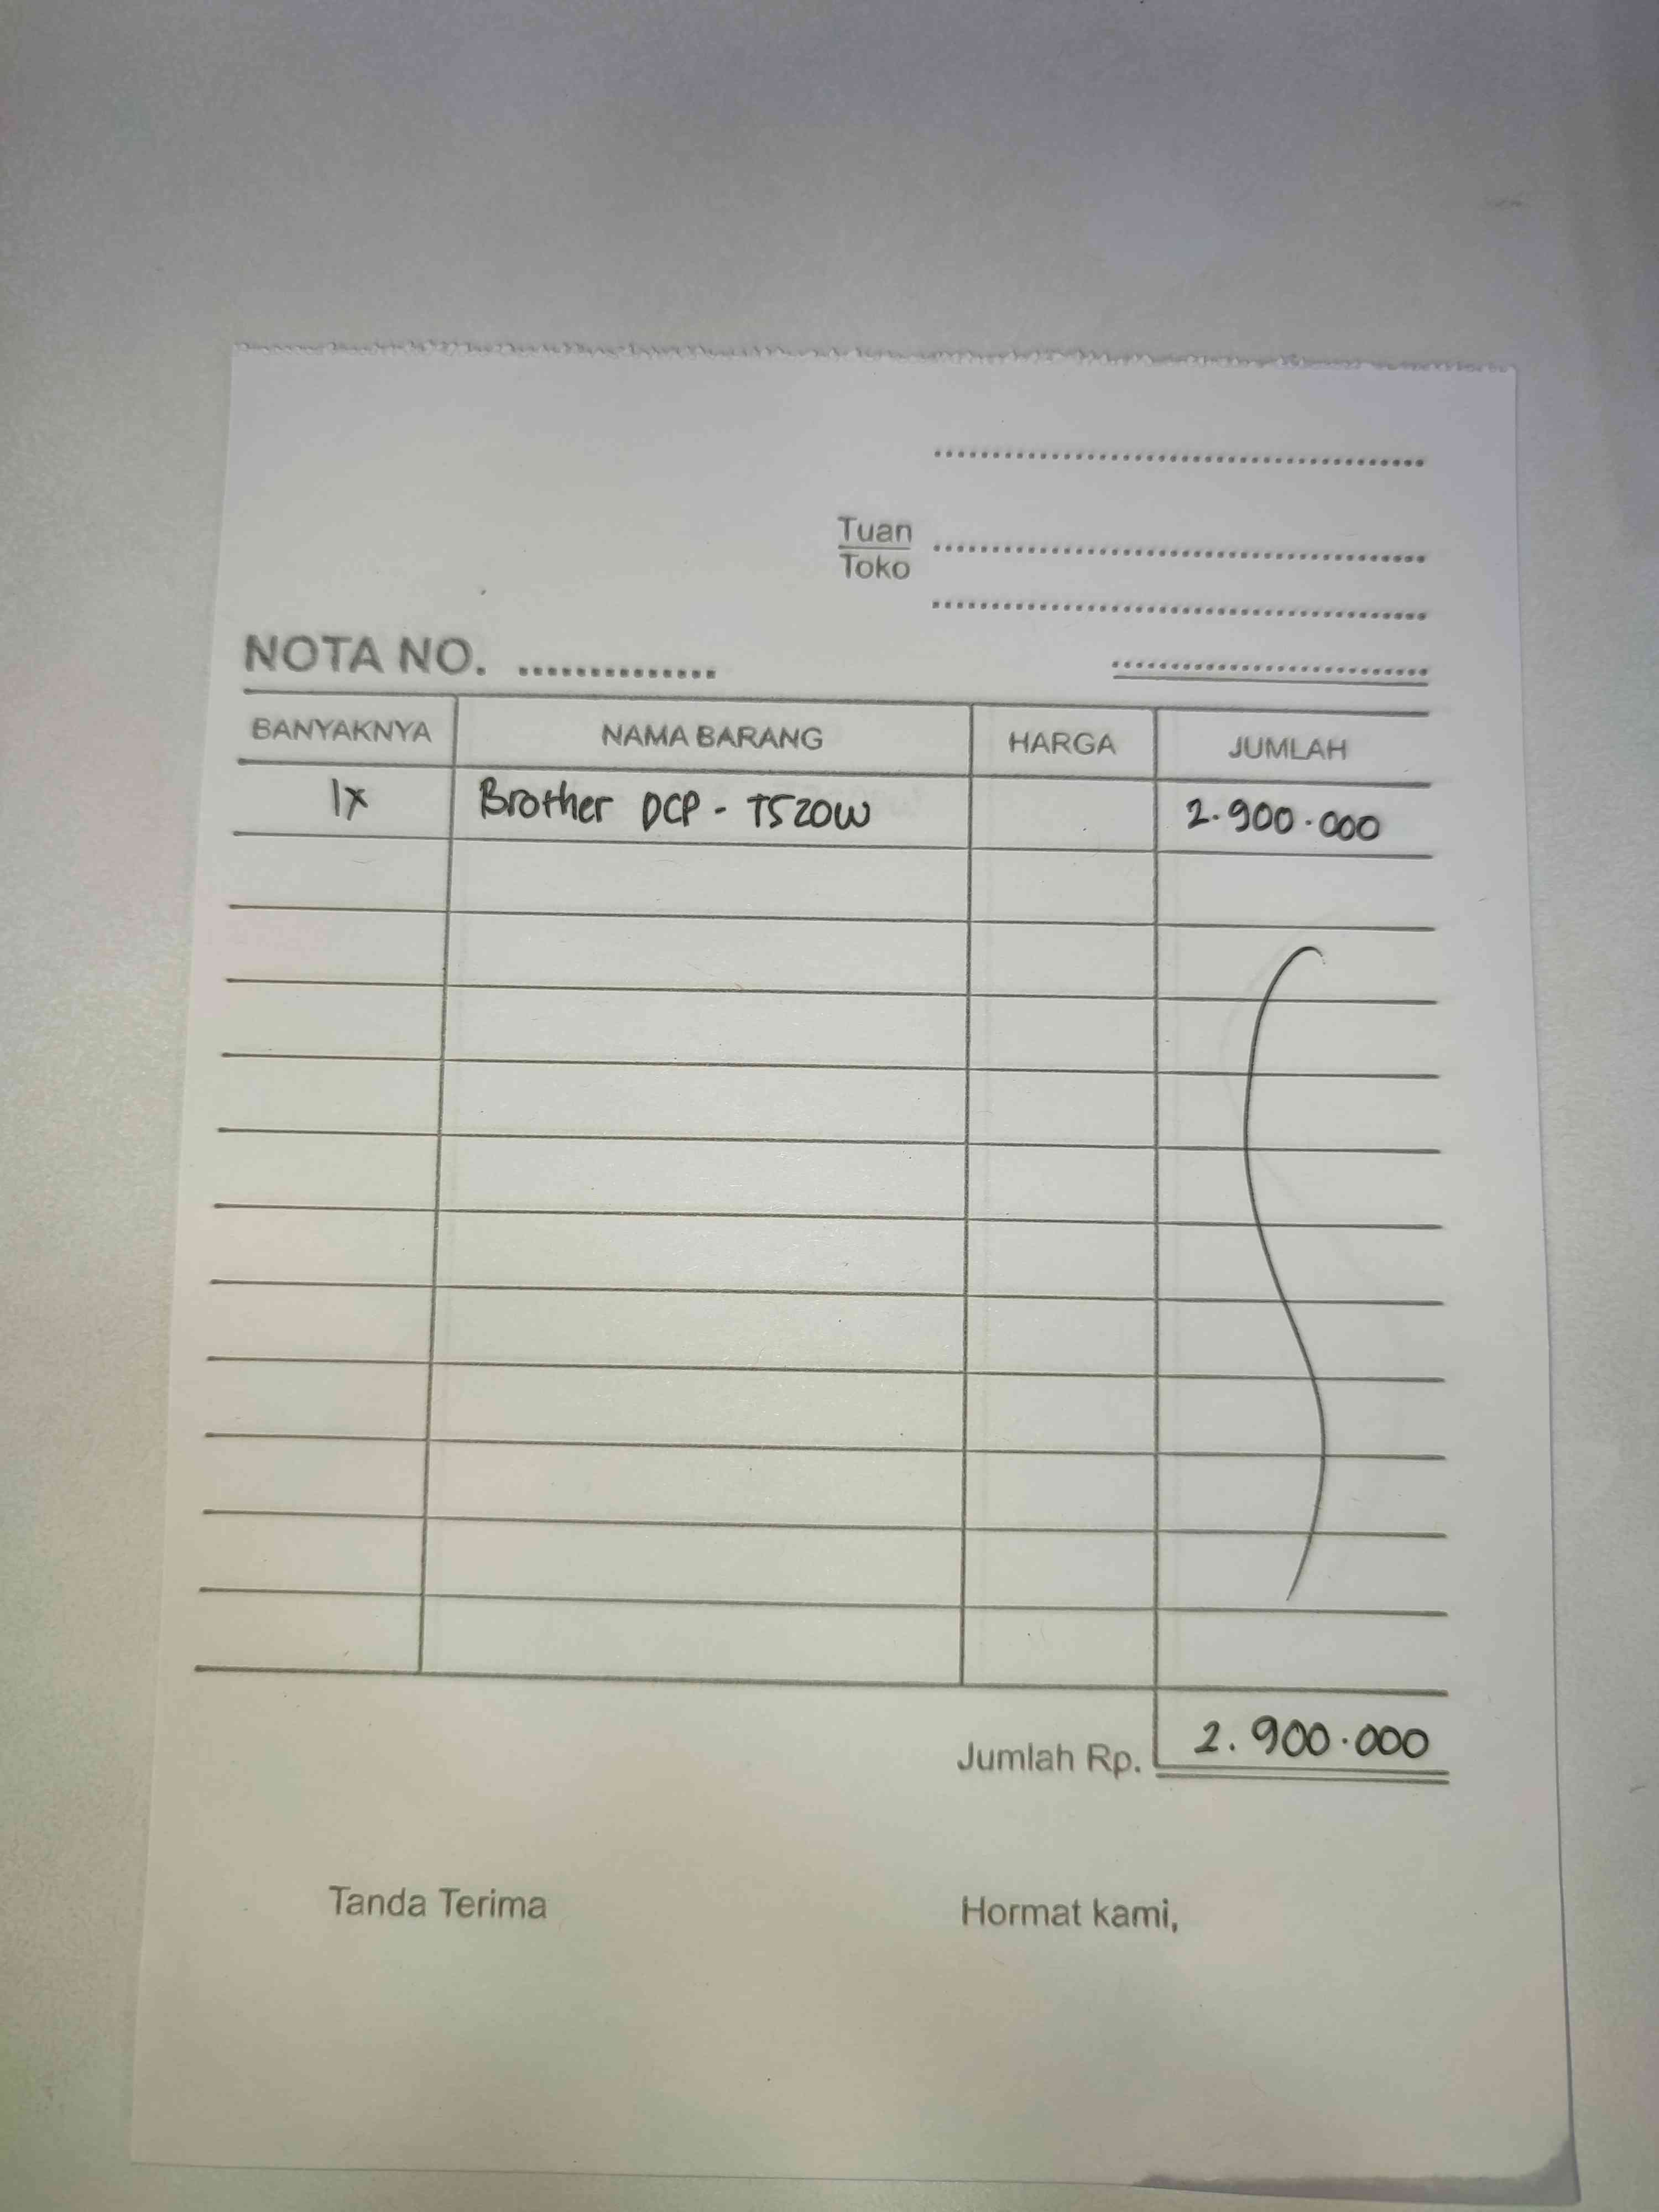 Tuan
Toko
NOTA NO. ..............
BANYAKNYA NAMA BARANG HARGA JUMLAH
1x Brother DCP - T520W 2.900.000
Jumlah Rp. 2.900.000
Tanda Terima Hormat kami,